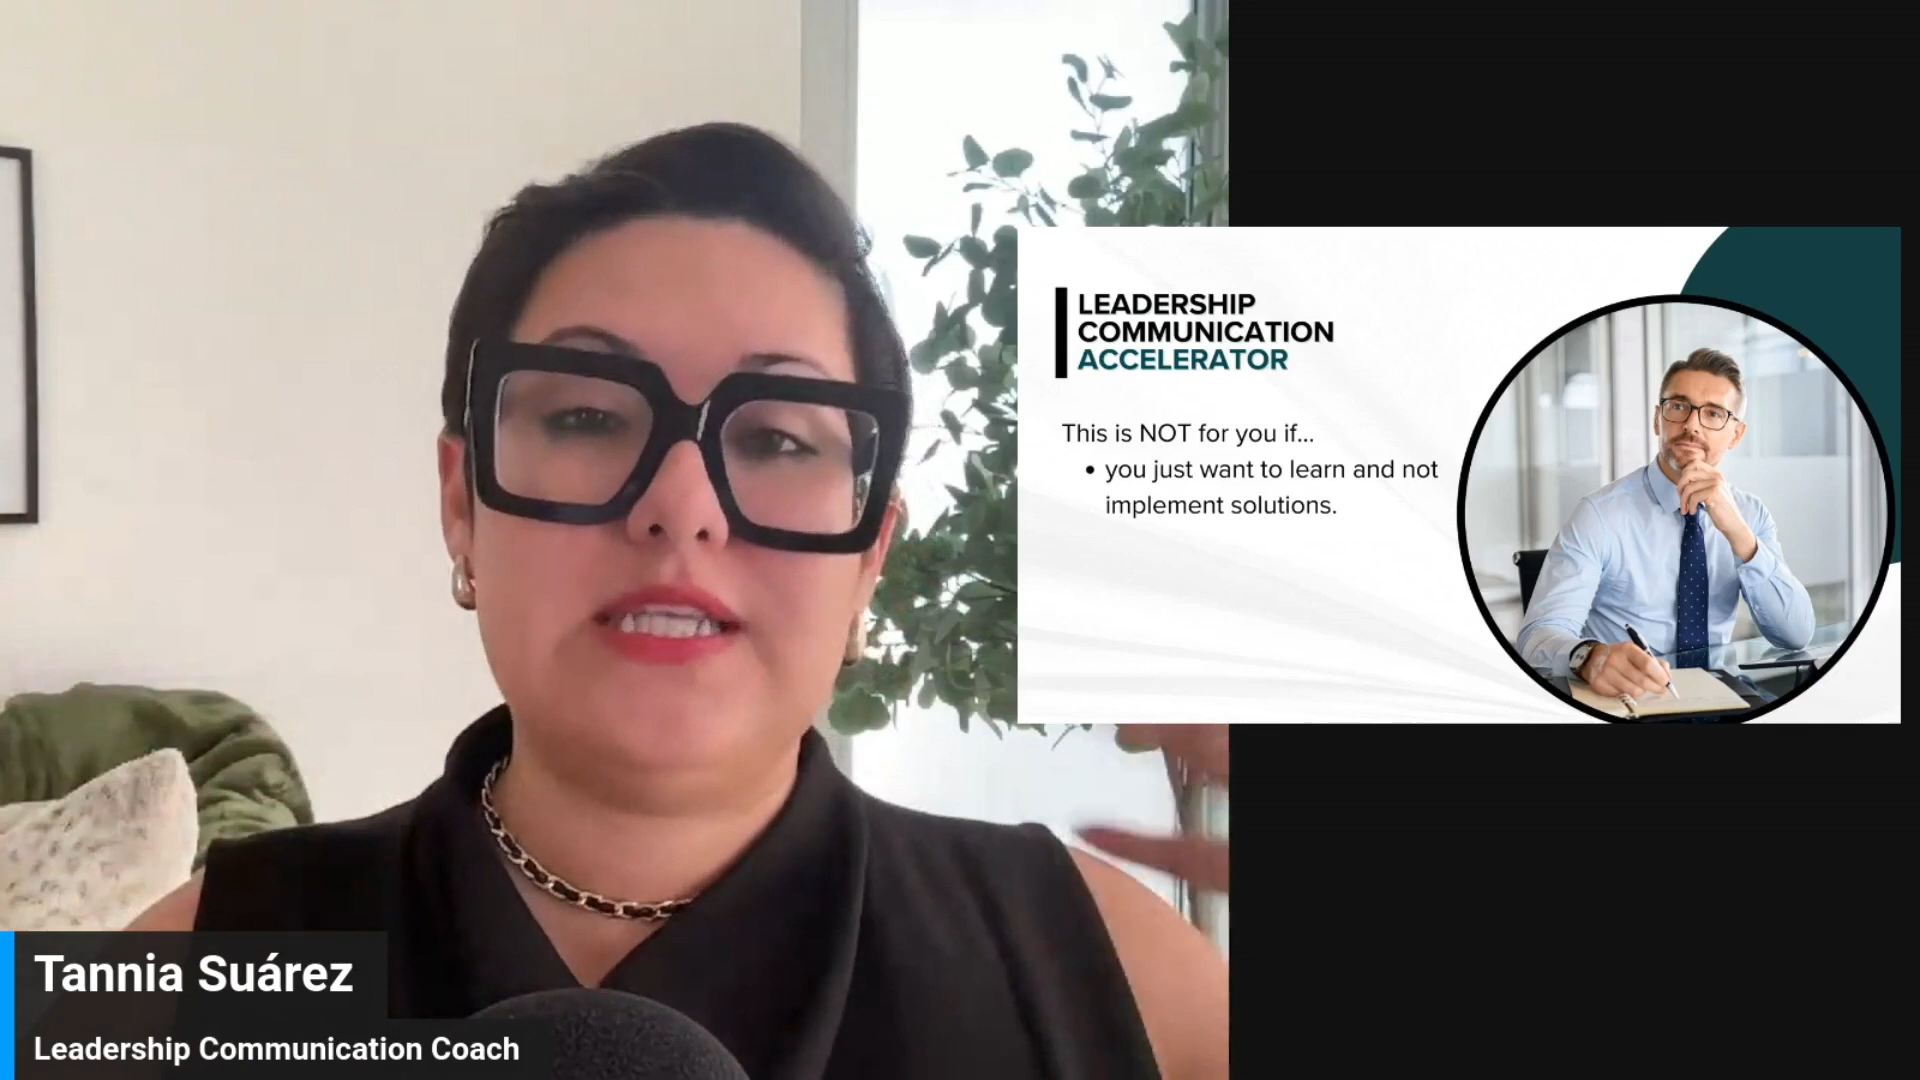 LEADERSHIP
COMMUNICATION
ACCELERATOR
This is NOT for you if...
• you just want to learn and not
implement solutions.
Tannia Suárez
Leadership Communication Coach